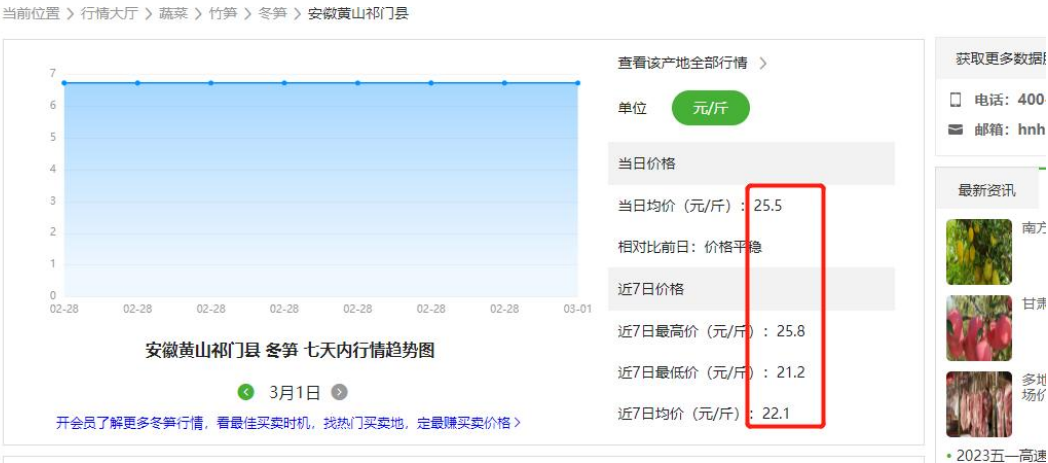 当前位置 > 行情大厅 > 蔬菜 > 竹笋 > 冬笋 > 安徽黄山祁门县
7
6
5
4
3
2
1
0
02-28 02-28 02-28 02-28 02-28 02-28 02-28 03-01
安徽黄山祁门县 冬笋 七天内行情趋势图
3月1日
开会员了解更多冬笋行情，看最佳买卖时机，找热门买卖地，定最赚买卖价格>
查看该产地全部行情 >
单位 元/斤
当日价格
当日均价（元/斤）：25.5
相对比前日：价格平稳
近7日价格
近7日最高价（元/斤）：25.8
近7日最低价（元/斤）：21.2
近7日均价（元/斤）：22.1
获取更多数据
电话：400
邮箱：hnh
最新资讯
南方
甘肃
多地
场价
• 2023五一高速